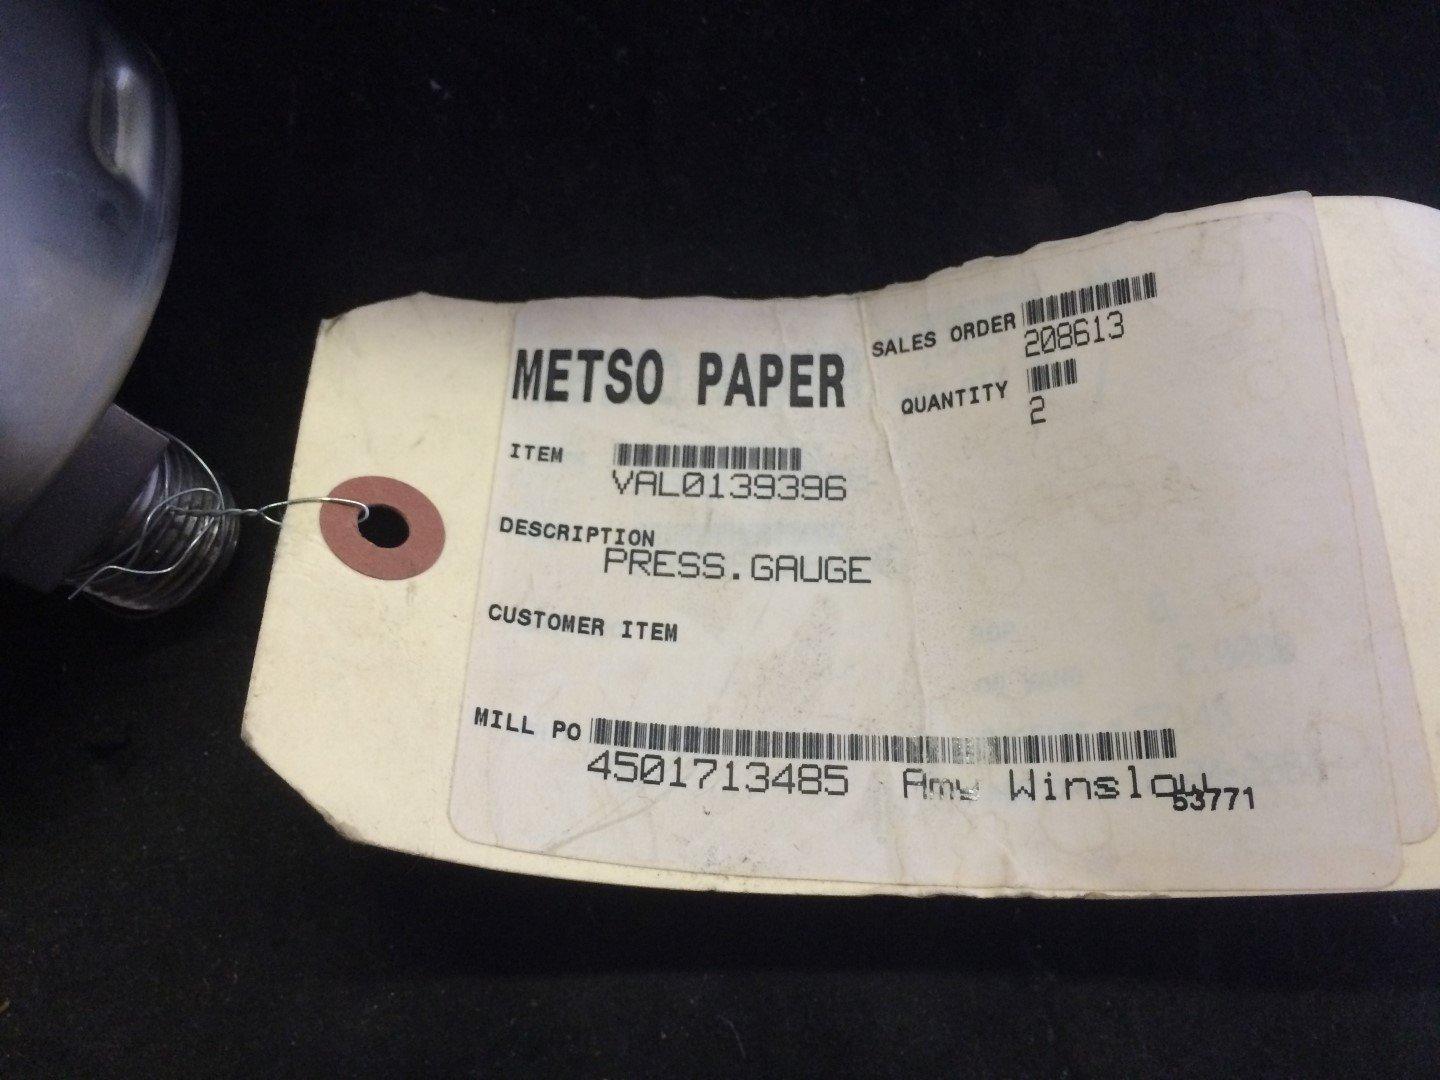 METSO PAPER
SALES ORDER 208613
QUANTITY 2
ITEM VAL0139396
DESCRIPTION
PRESS.GAUGE
CUSTOMER ITEM
MILL PO
4501713485 Amy Winslow
53771